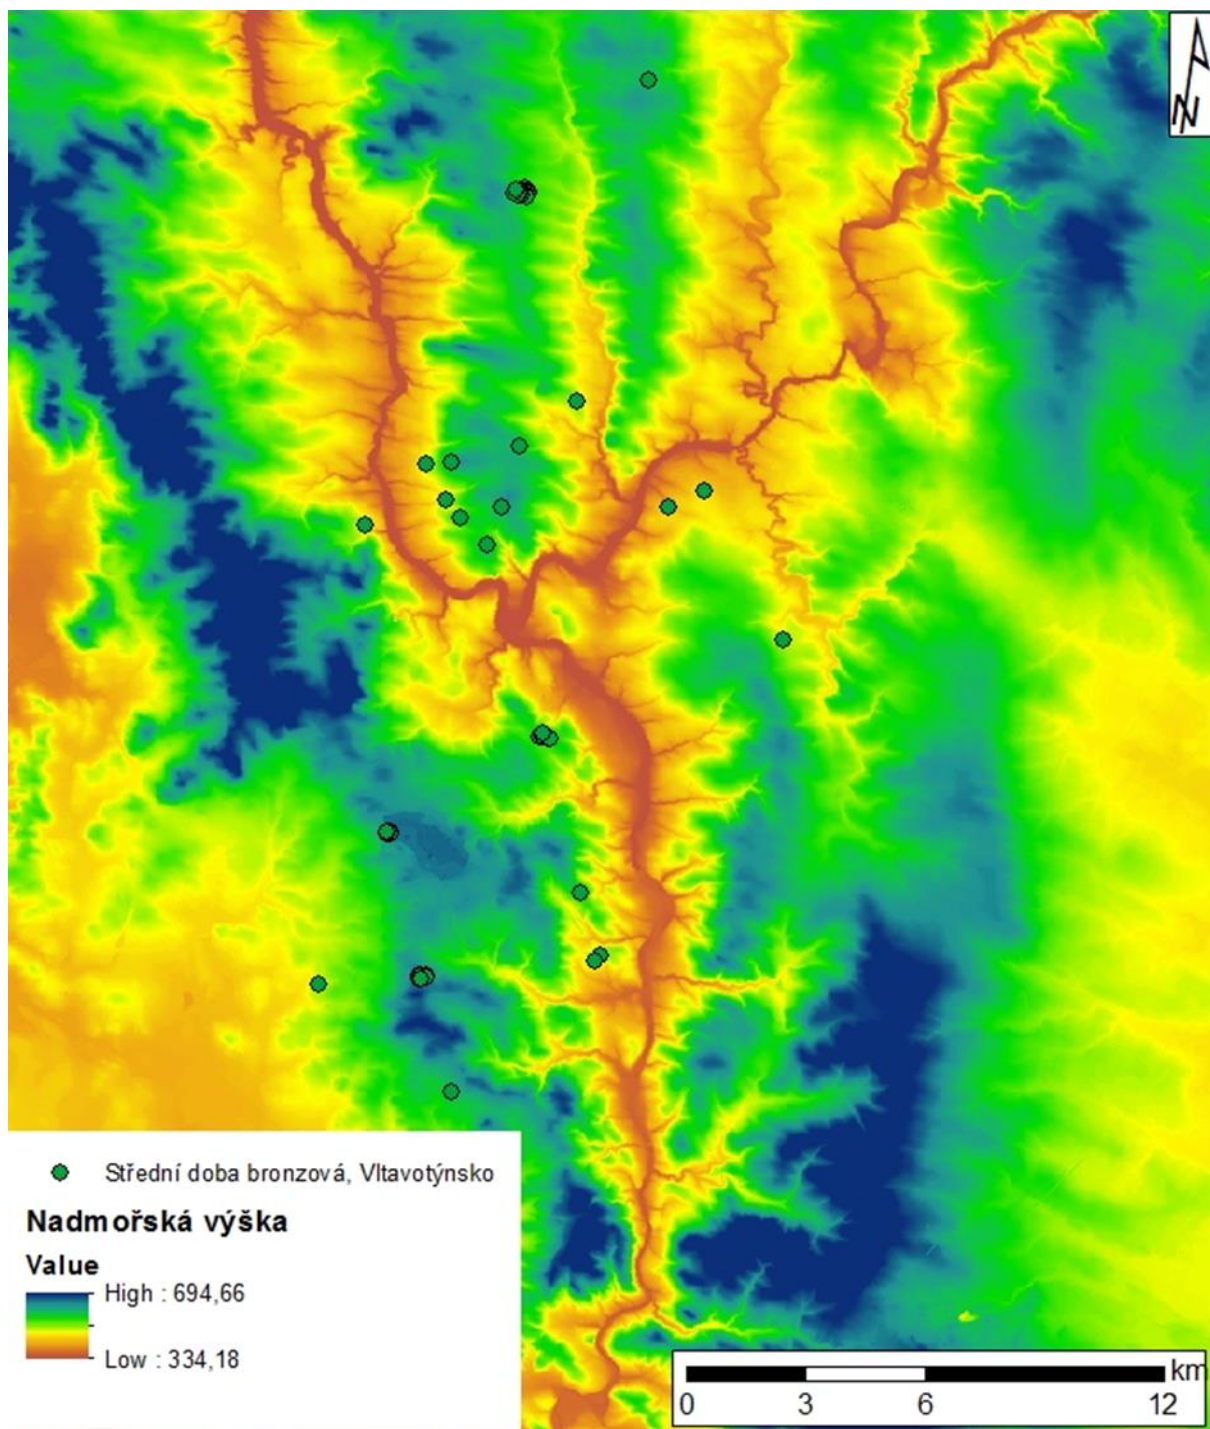 N
Střední doba bronzová, Vltavotýnsko
Nadmořská výška
Value
High : 694,66
Low : 334,18
km
0 3 6 12